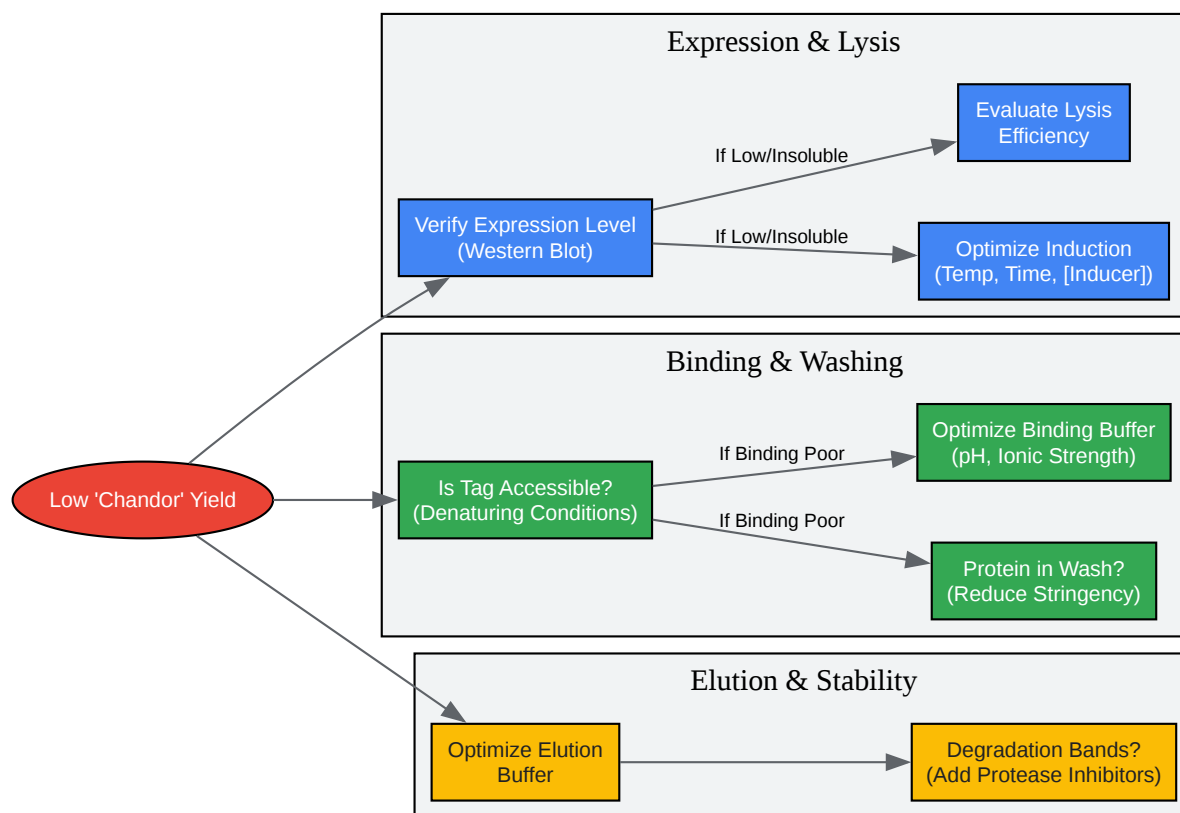 Expression & Lysis
Evaluate Lysis
Efficiency
If Low/Insoluble
Verify Expression Level
(Western Blot)
If Low/Insoluble
Optimize Induction
(Temp, Time, [Inducer])
Binding & Washing
Optimize Binding Buffer
(pH, Ionic Strength)
If Binding Poor
Low 'Chandor' Yield
Is Tag Accessible?
(Denaturing Conditions)
If Binding Poor
Protein in Wash?
(Reduce Stringency)
Elution & Stability
Optimize Elution
Buffer
Degradation Bands?
(Add Protease Inhibitors)